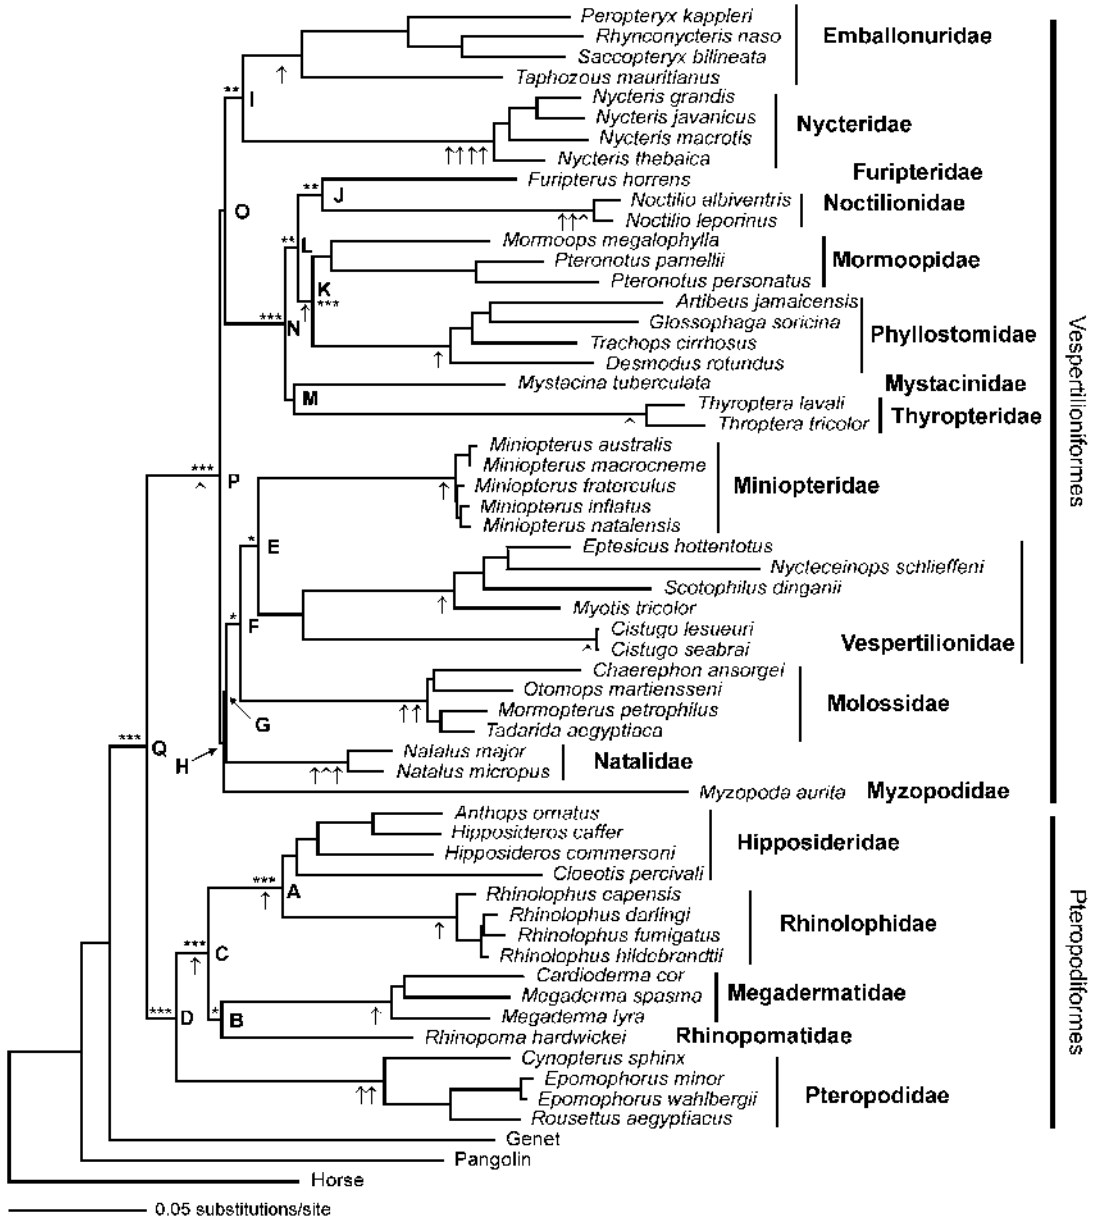 Peropteryx kappleri
Rhynconycteris naso
Saccopteryx bilineata
Taphozous mauritianus
Emballonuridae
Nycteris grandis
Nycteris javanicus
Nycteris macrotis
Nycteris thebaica
Nycteridae
Furipterus horrens
Furipteridae
Noctilio albiventris
Noctilio leporinus
Noctilionidae
Mormoops megalophylla
Pteronotus parnellii
Pteronotus personatus
Mormoopidae
Artibeus jamaicensis
Glossophaga soricina
Trachops cirrhosus
Desmodus rotundus
Phyllostomidae
Mystacina tuberculata
Mystacinidae
Thyroptera lavali
Throptera tricolor
Thyropteridae
Miniopterus australis
Miniopterus macrocneme
Miniopterus fraterculus
Miniopterus inflatus
Miniopterus natalensis
Miniopteridae
Eptesicus hottentotus
Nycteceinops schlieffeni
Scotophilus dinganii
Myotis tricolor
Cistugo lesueuri
Cistugo seabrai
Vespertilionidae
Chaerephon ansorgei
Otomops martiensseni
Mormopterus petrophilus
Tadarida aegyptiaca
Molossidae
Natalus major
Natalus micropus
Natalidae
Myzopoda aurita
Myzopodidae
Anthops ornatus
Hipposideros caffer
Hipposideros commersoni
Cloeotis percivali
Hipposideridae
Rhinolophus capensis
Rhinolophus darlingi
Rhinolophus fumigatus
Rhinolophus hildebrandtii
Rhinolophidae
Cardioderma cor
Megaderma spasma
Megaderma lyra
Megadermatidae
Rhinopoma hardwickei
Rhinopomatidae
Cynopterus sphinx
Epomophorus minor
Epomophorus wahlbergii
Rousettus aegyptiacus
Pteropodidae
Genet
Pangolin
Horse
0.05 substitutions/site
Vespertilioniformes
Pteropodiformes
** I
O
** J
** L
K
***
*** N
M
*** P
* E
* F
G
H
*** Q
*** A
*** C
* B
*** D